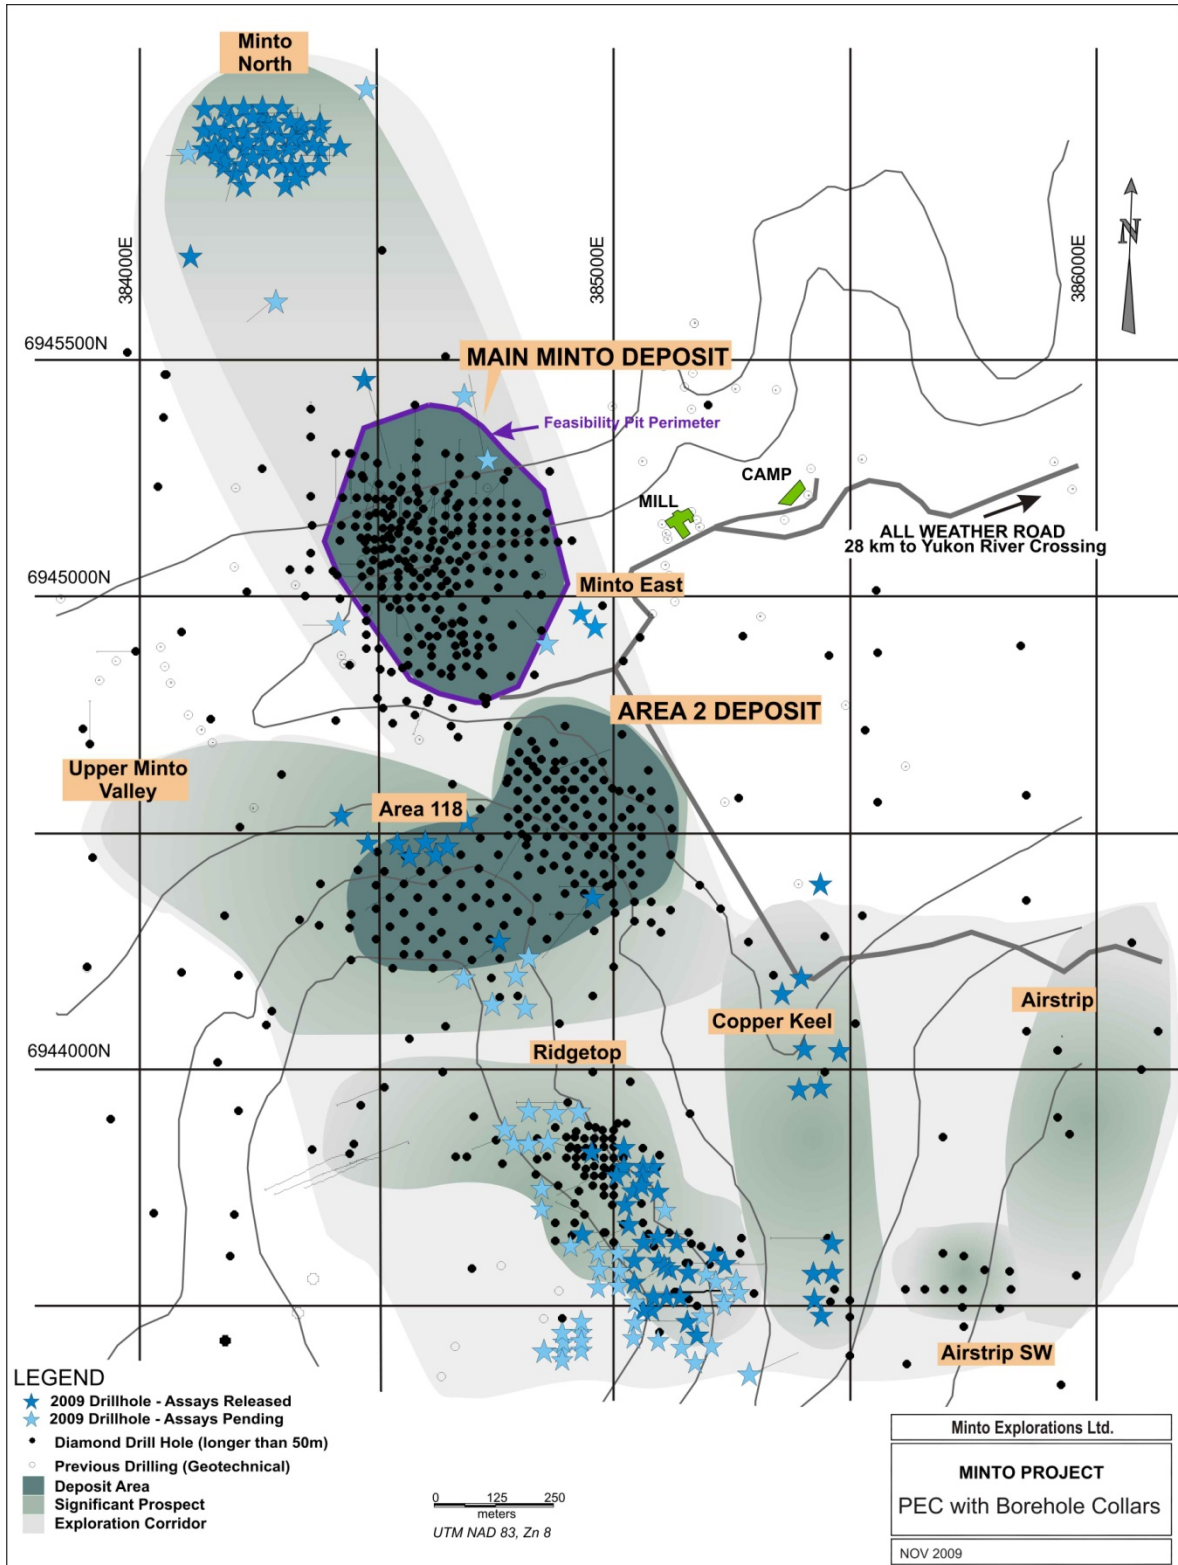 Minto
North
384000E
385000E
386000E
N
6945500N
MAIN MINTO DEPOSIT
Feasibility Pit Perimeter
CAMP
MILL
ALL WEATHER ROAD
28 km to Yukon River Crossing
6945000N
Minto East
AREA 2 DEPOSIT
Upper Minto
Valley
Area 118
Airstrip
Copper Keel
6944000N
Ridgetop
Airstrip SW
LEGEND
2009 Drillhole - Assays Released
2009 Drillhole - Assays Pending
Diamond Drill Hole (longer than 50m)
Previous Drilling (Geotechnical)
Deposit Area
Significant Prospect
Exploration Corridor
0 125 250
meters
UTM NAD 83, Zn 8
Minto Explorations Ltd.
MINTO PROJECT
PEC with Borehole Collars
NOV 2009